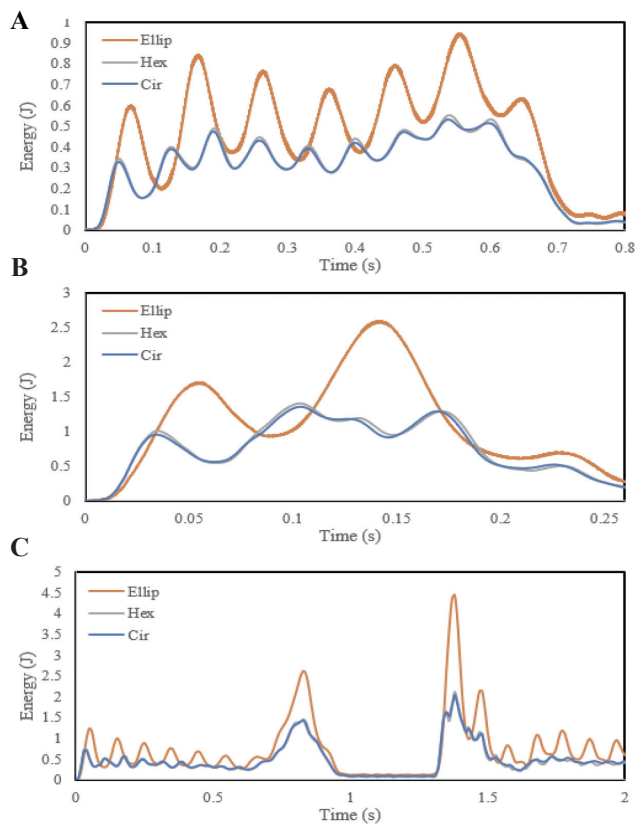 A
1
0.9
0.8
0.7
0.6
0.5
0.4
0.3
0.2
0.1
0
Energy (J)
Ellip
Hex
Cir
0 0.1 0.2 0.3 0.4 0.5 0.6 0.7 0.8
Time (s)
B
3
2.5
2
1.5
1
0.5
0
Energy (J)
Ellip
Hex
Cir
0 0.05 0.1 0.15 0.2 0.25
Time (s)
C
5
4.5
4
3.5
3
2.5
2
1.5
1
0.5
0
Energy (J)
Ellip
Hex
Cir
0 0.5 1 1.5 2
Time (s)